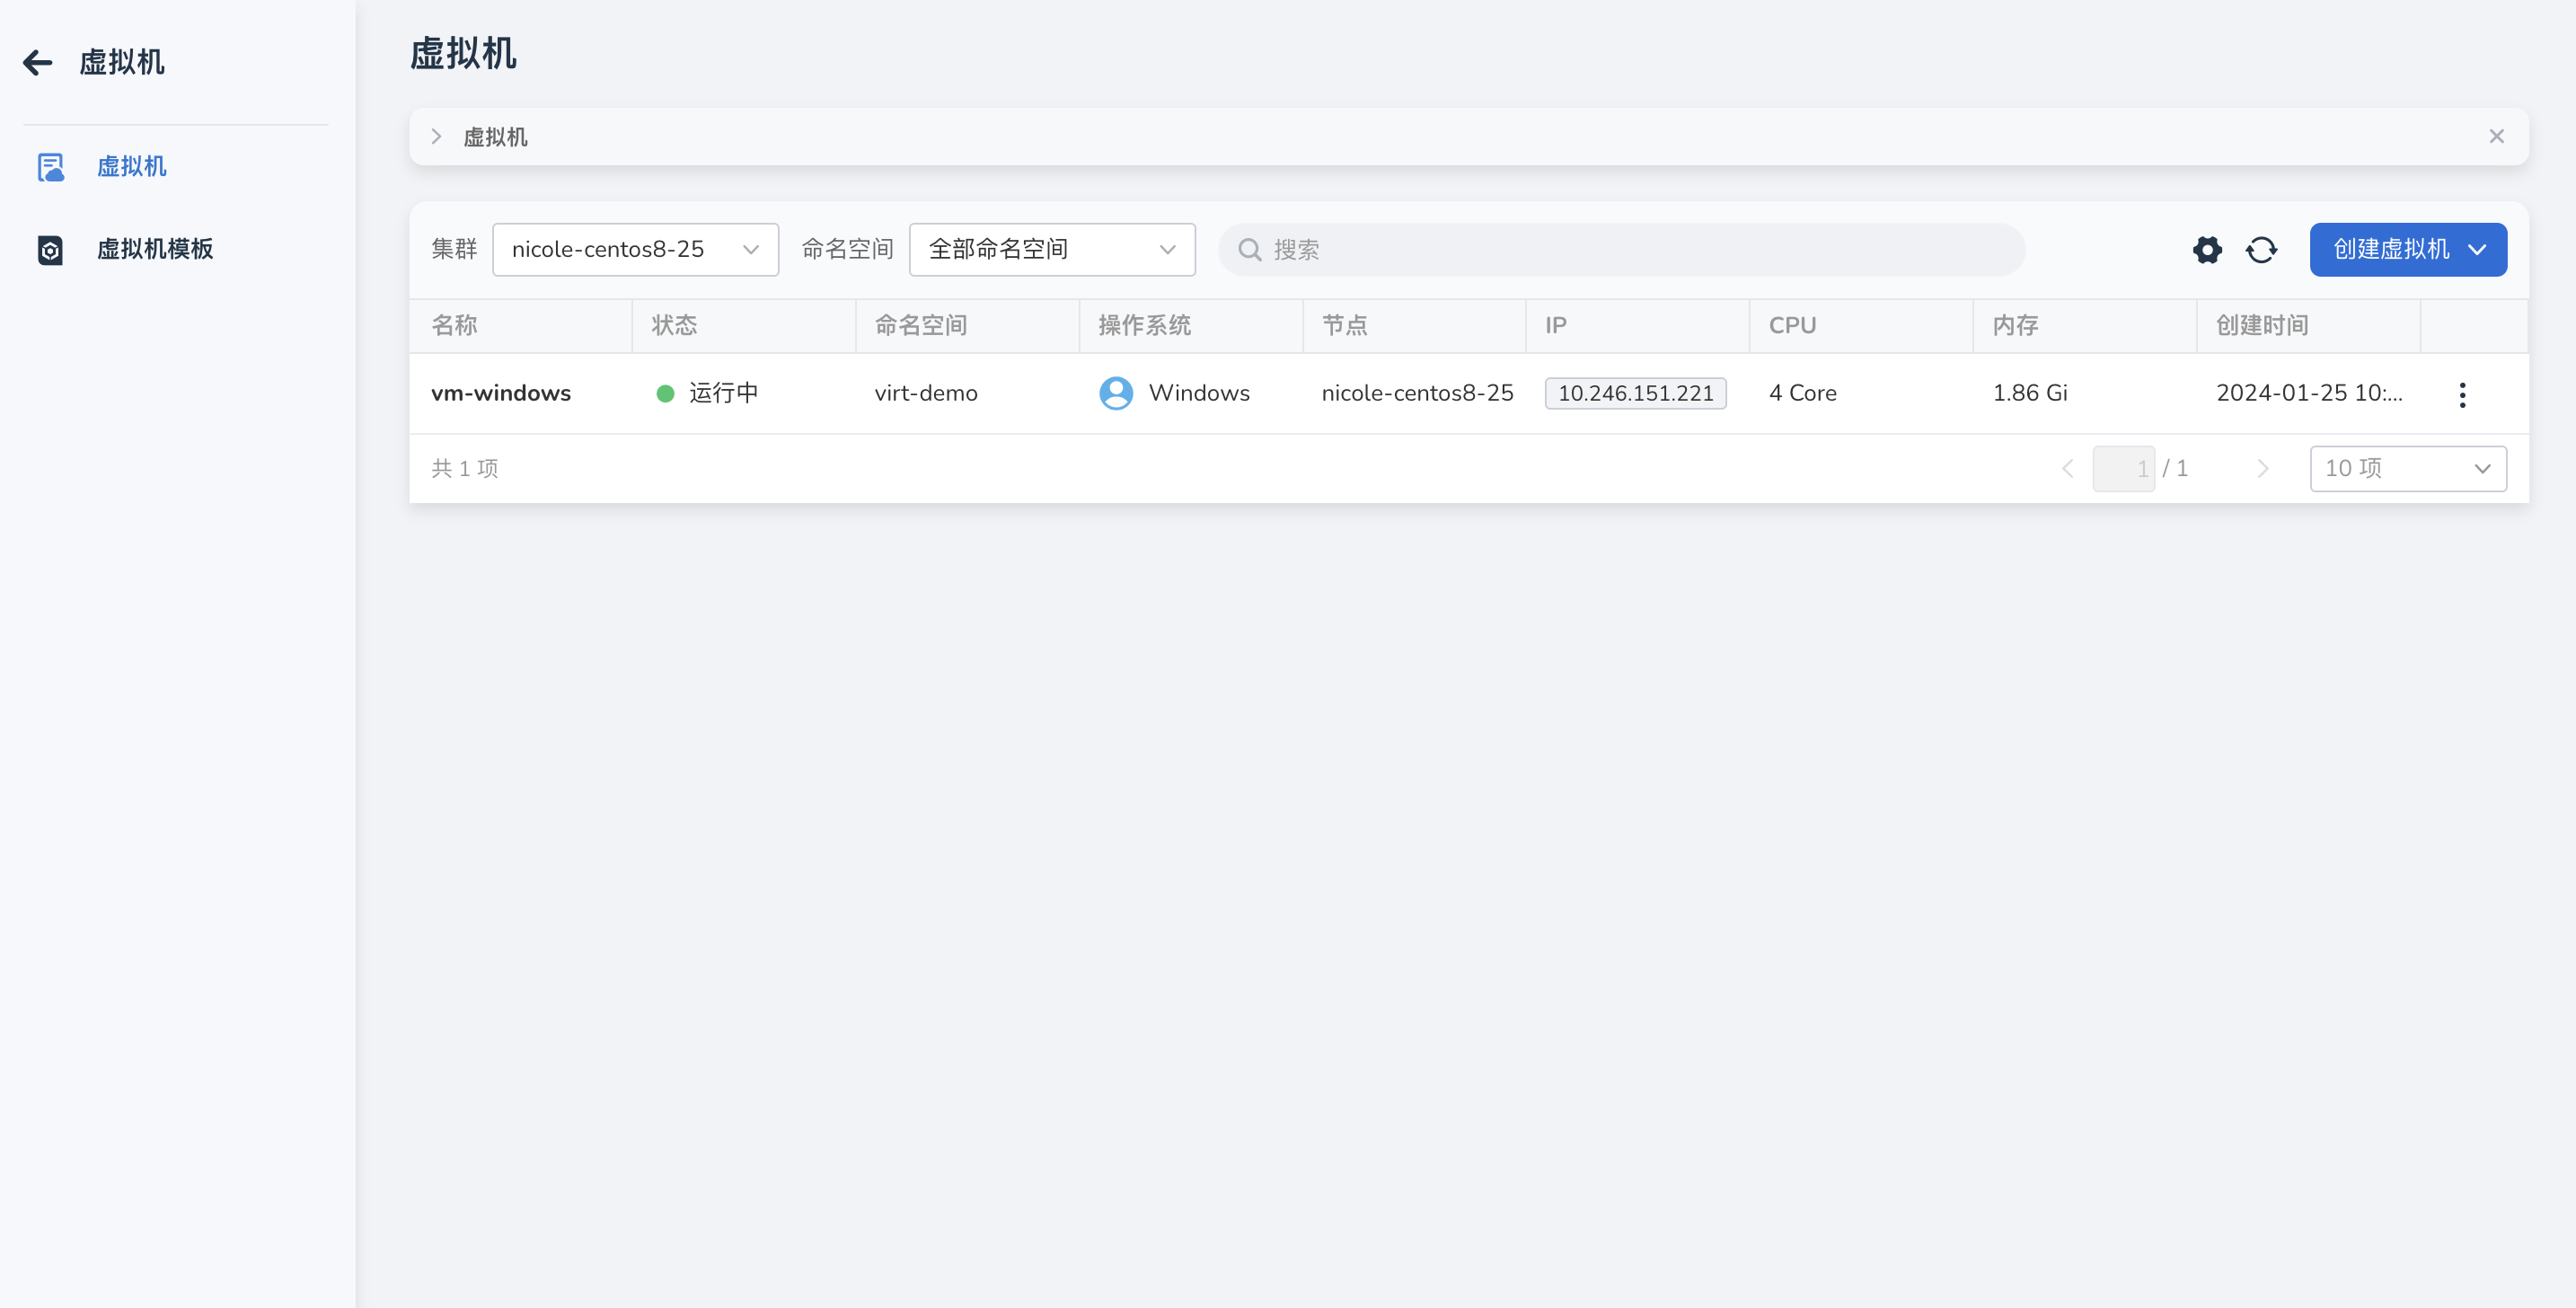 虚拟机
虚拟机
虚拟机模板
虚拟机
虚拟机
集群 nicole-centos8-25 命名空间 全部命名空间 搜索 创建虚拟机
名称 状态 命名空间 操作系统 节点 IP CPU 内存 创建时间
vm-windows 运行中 virt-demo Windows nicole-centos8-25 10.246.151.221 4 Core 1.86 Gi 2024-01-25 10:...
共 1 项 1 / 1 10 项